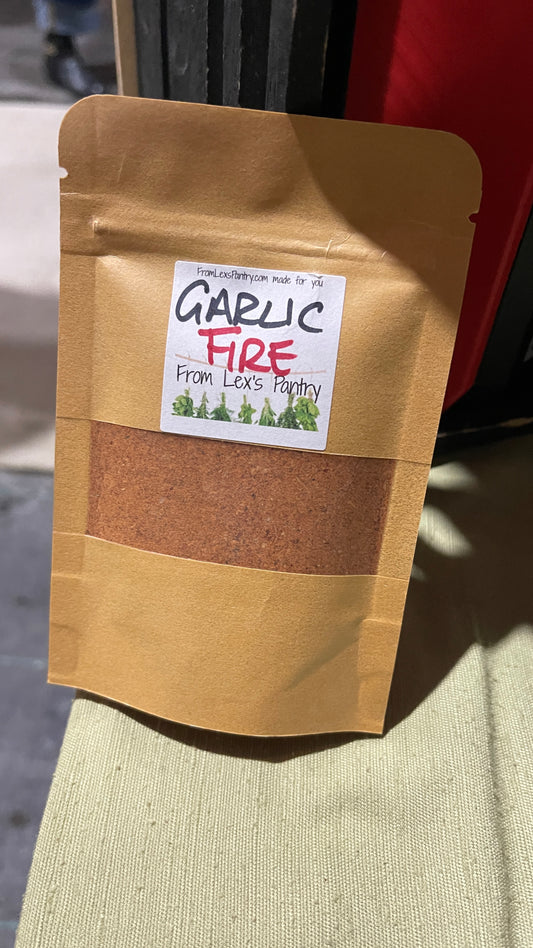 FromLexsPantry.com made for you
GARLIC
FIRE
From Lex's Pantry